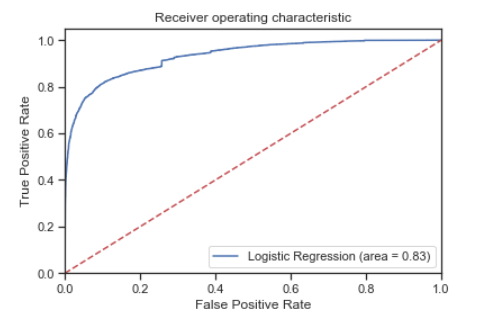 Receiver operating characteristic
1.0
0.8
0.6
0.4
0.2
0.0
True Positive Rate
Logistic Regression (area = 0.83)
0.0 0.2 0.4 0.6 0.8 1.0
False Positive Rate